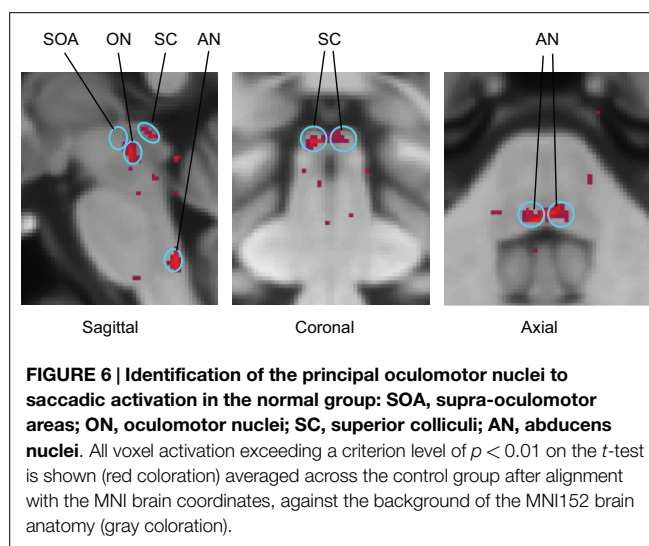 SOA ON SC AN SC AN
Sagittal Coronal Axial
FIGURE 6 | Identification of the principal oculomotor nuclei to
saccadic activation in the normal group: SOA, supra-oculomotor
areas; ON, oculomotor nuclei; SC, superior colliculi; AN, abducens
nuclei. All voxel activation exceeding a criterion level of p < 0.01 on the t-test
is shown (red coloration) averaged across the control group after alignment
with the MNI brain coordinates, against the background of the MNI152 brain
anatomy (gray coloration).